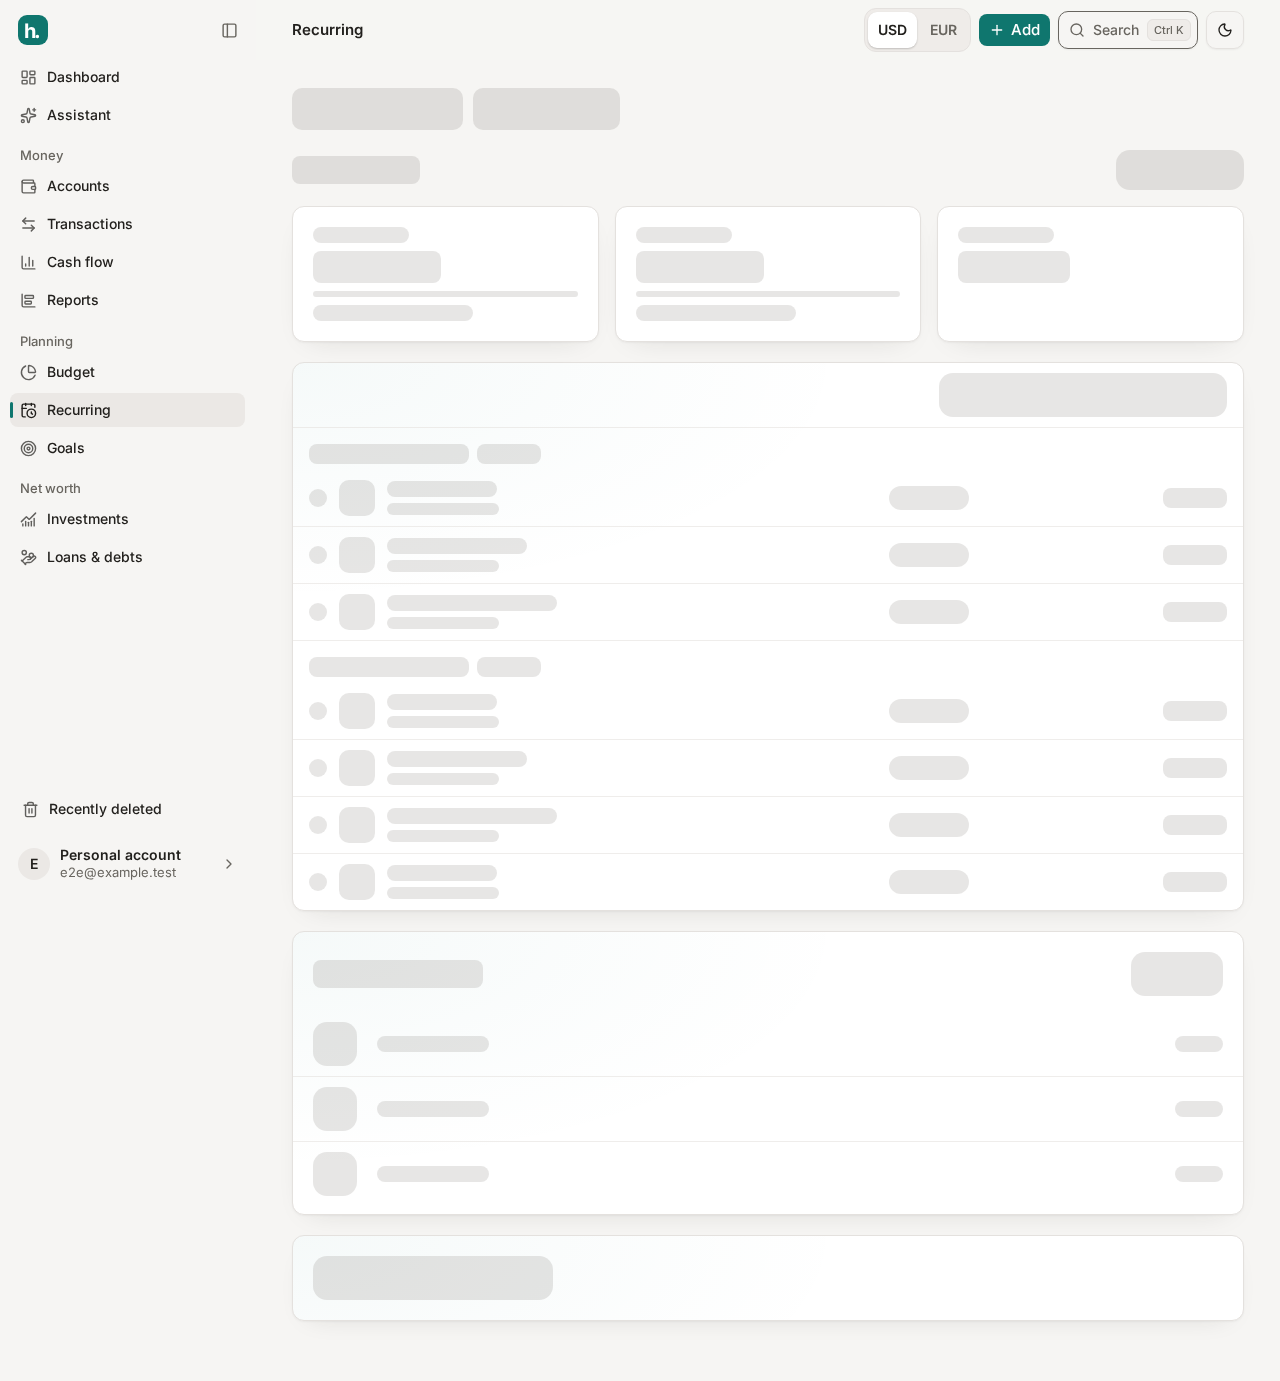 h.
Recurring
USD
EUR
Add
Search
Ctrl K
Dashboard
Assistant
Money
Accounts
Transactions
Cash flow
Reports
Planning
Budget
Recurring
Goals
Net worth
Investments
Loans & debts
Recently deleted
E
Personal account
e2e@example.test